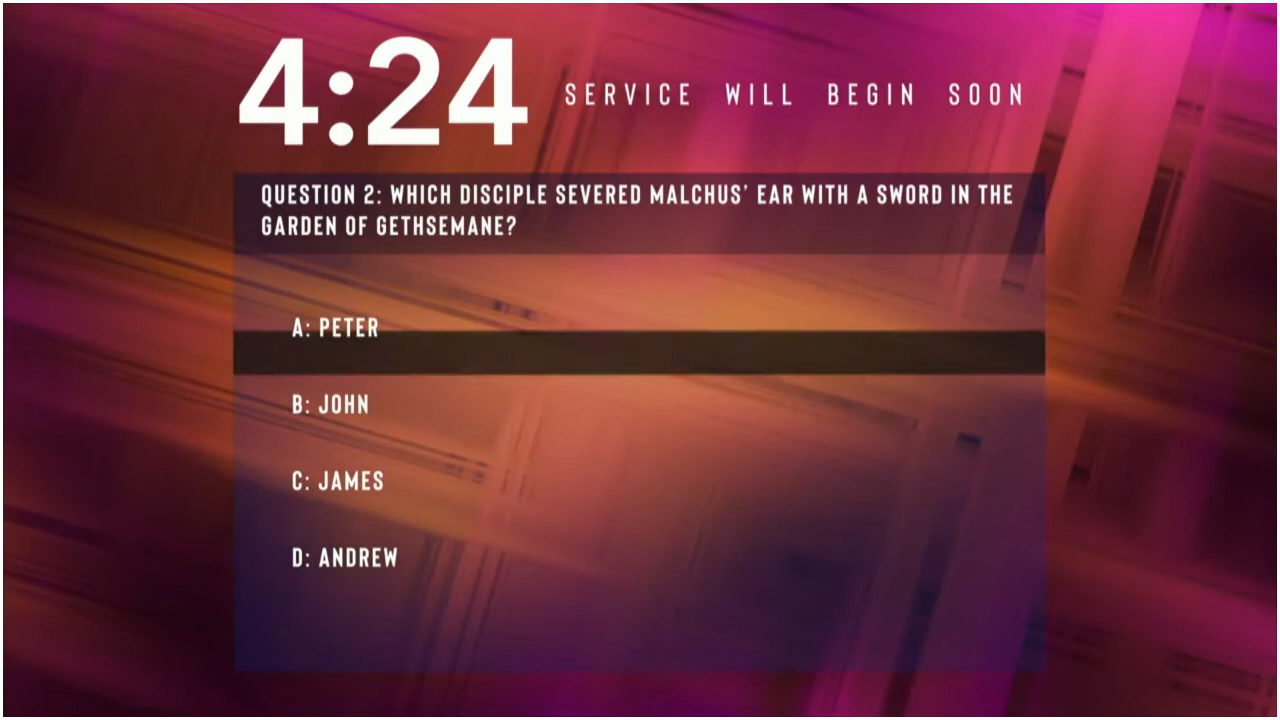 4:24 SERVICE WILL BEGIN SOON
QUESTION 2: WHICH DISCIPLE SEVERED MALCHUS' EAR WITH A SWORD IN THE
GARDEN OF GETHSEMANE?
A: PETER
B: JOHN
C: JAMES
D: ANDREW